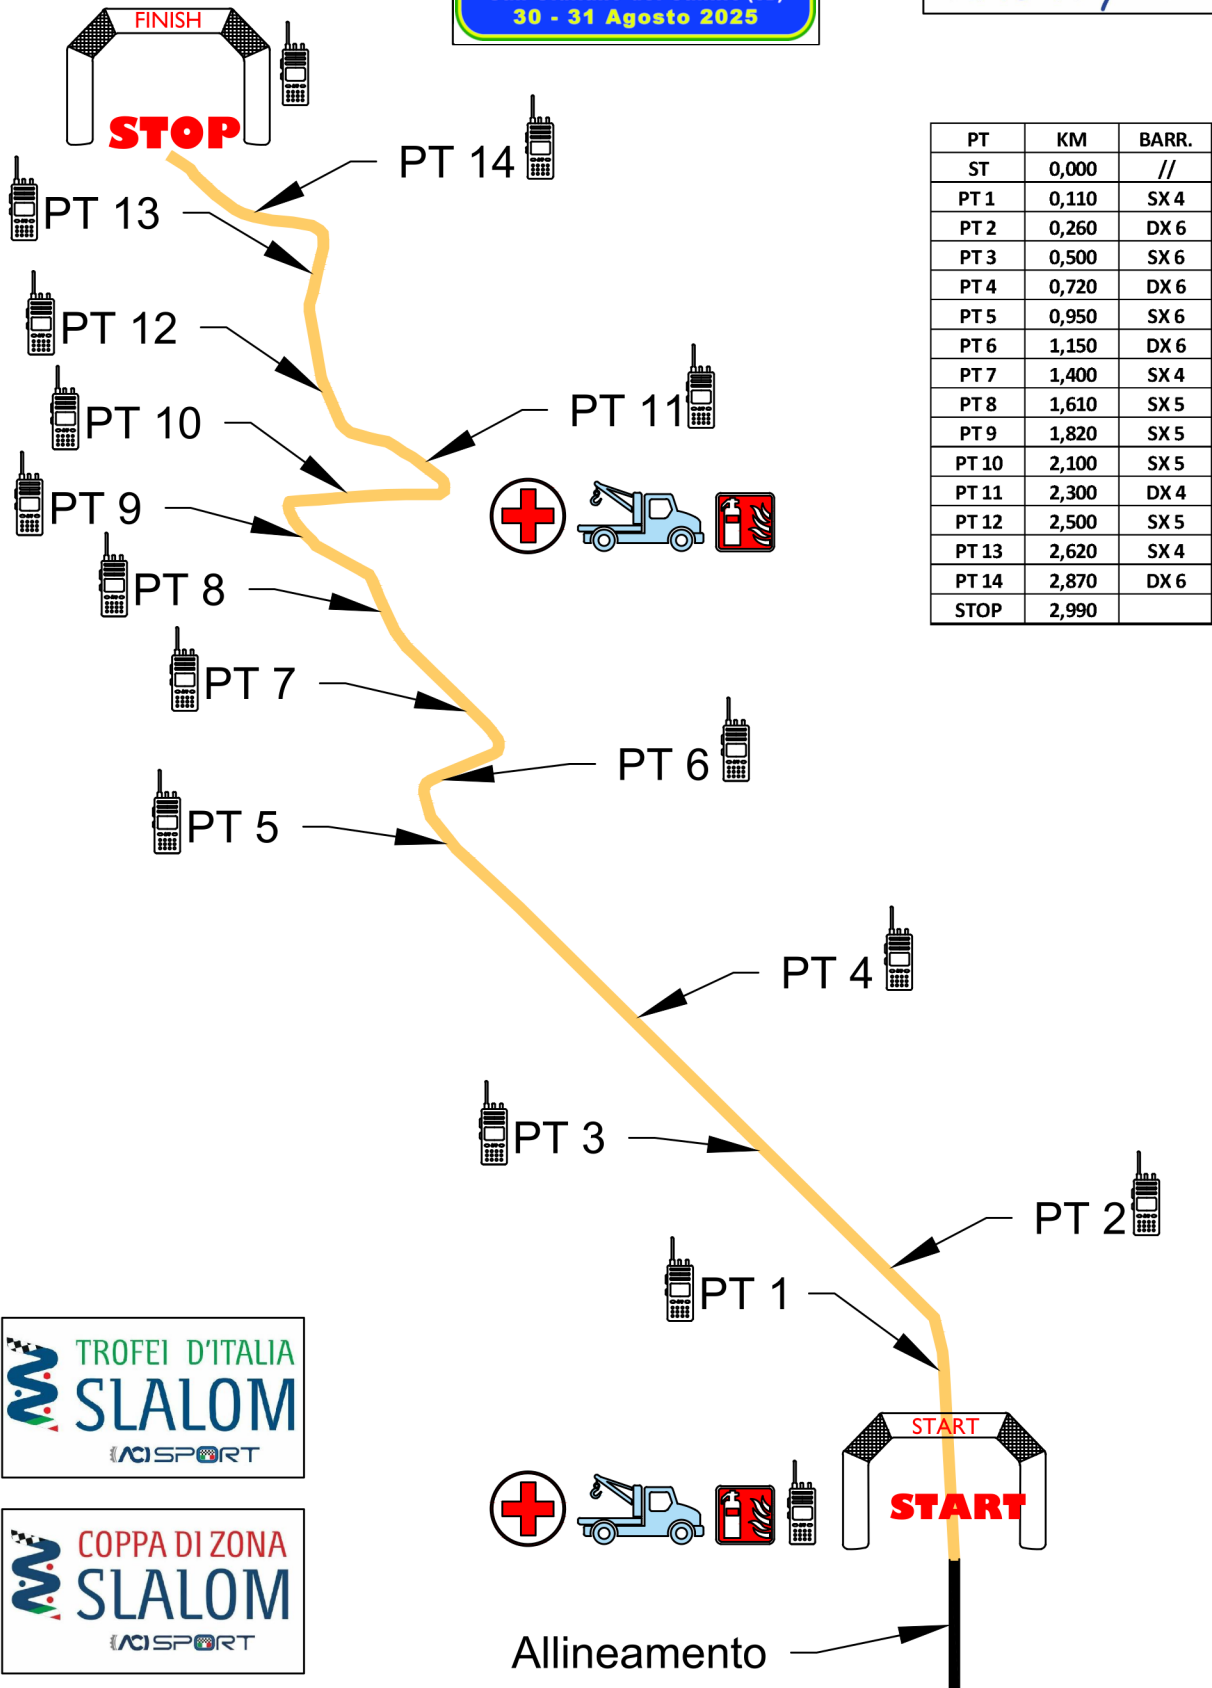 30 - 31 Agosto 2025
FINISH
STOP
PT 14
PT 13
PT 12
PT 11
PT 10
PT 9
PT 8
PT 7
PT 6
PT 5
PT 4
PT 3
PT 2
PT 1
START
START
Allineamento
PT KM BARR.
ST 0,000 //
PT 1 0,110 SX 4
PT 2 0,260 DX 6
PT 3 0,500 SX 6
PT 4 0,720 DX 6
PT 5 0,950 SX 6
PT 6 1,150 DX 6
PT 7 1,400 SX 4
PT 8 1,610 SX 5
PT 9 1,820 SX 5
PT 10 2,100 SX 5
PT 11 2,300 DX 4
PT 12 2,500 SX 5
PT 13 2,620 SX 4
PT 14 2,870 DX 6
STOP 2,990
TROFEI D'ITALIA
SLALOM
ACI SPORT
COPPA DI ZONA
SLALOM
ACI SPORT